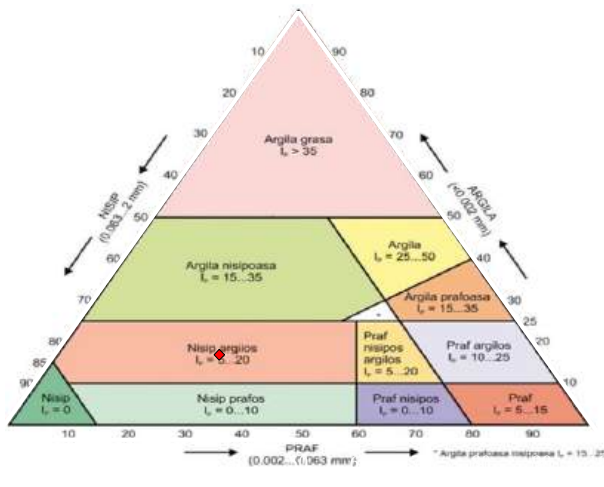 10
90
20
80
30
70
40
60
50
50
60
40
70
30
80
25
85
20
90
10
NISIP
(0.063...2 mm)
ARGILA
(<0.002 mm)
Argila grasa
Iₚ > 35
Argila nisipoasa
Iₚ = 15...35
Argila
Iₚ = 25...50
Argila prafoasa
Iₚ = 15...35
*
Nisip argilos
Iₚ = 5...20
Praf
nisipos
argilos
Iₚ = 5...20
Praf argilos
Iₚ = 10...25
Nisip
Iₚ = 0
Nisip prafos
Iₚ = 0...10
Praf nisipos
Iₚ = 0...10
Praf
Iₚ = 5...15
10 20 30 40 50 60 70 80 90
PRAF
(0.002...0.063 mm)
* Argila prafoasa nisipoasa Iₚ = 15...25